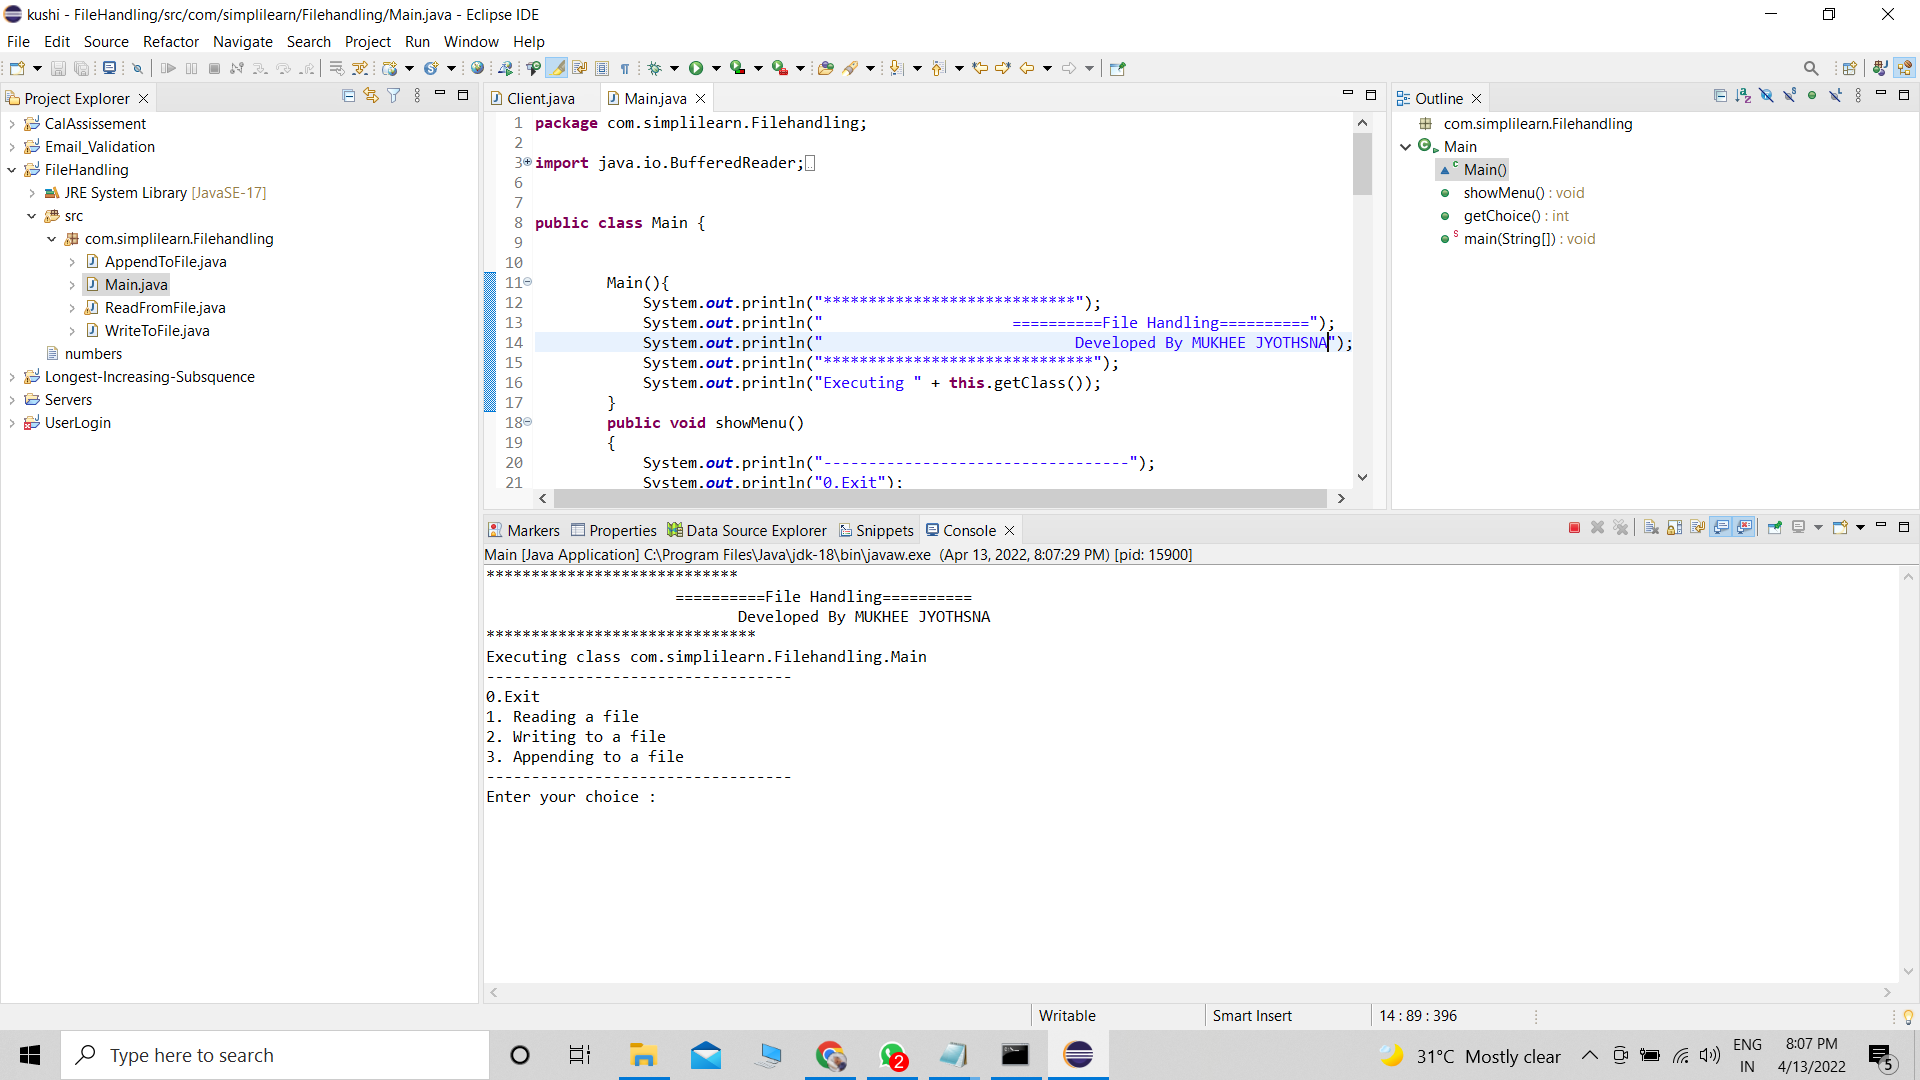 kushi - FileHandling/src/com/simplilearn/Filehandling/Main.java - Eclipse IDE
File Edit Source Refactor Navigate Search Project Run Window Help
Project Explorer
CalAssissement
Email_Validation
FileHandling
JRE System Library [JavaSE-17]
src
com.simplilearn.Filehandling
AppendToFile.java
Main.java
ReadFromFile.java
WriteToFile.java
numbers
Longest-Increasing-Subsquence
Servers
UserLogin
Client.java
Main.java
1 package com.simplilearn.Filehandling;
2
3 import java.io.BufferedReader;
6
7
8 public class Main {
9
10
11 Main(){
12 System.out.println("****************************");
13 System.out.println("                     ==========File Handling==========");
14 System.out.println("                            Developed By MUKHEE JYOTHSNA");
15 System.out.println("******************************");
16 System.out.println("Executing " + this.getClass());
17 }
18 public void showMenu()
19 {
20 System.out.println("----------------------------------");
21 System.out.println("0.Exit");
Outline
com.simplilearn.Filehandling
Main
Main()
showMenu() : void
getChoice() : int
main(String[]) : void
Markers Properties Data Source Explorer Snippets Console
Main [Java Application] C:\Program Files\Java\jdk-18\bin\javaw.exe (Apr 13, 2022, 8:07:29 PM) [pid: 15900]
****************************
==========File Handling==========
Developed By MUKHEE JYOTHSNA
******************************
Executing class com.simplilearn.Filehandling.Main
----------------------------------
0.Exit
1. Reading a file
2. Writing to a file
3. Appending to a file
----------------------------------
Enter your choice :
Writable Smart Insert 14 : 89 : 396
Type here to search
2
31°C Mostly clear
ENG
IN
8:07 PM
4/13/2022
5